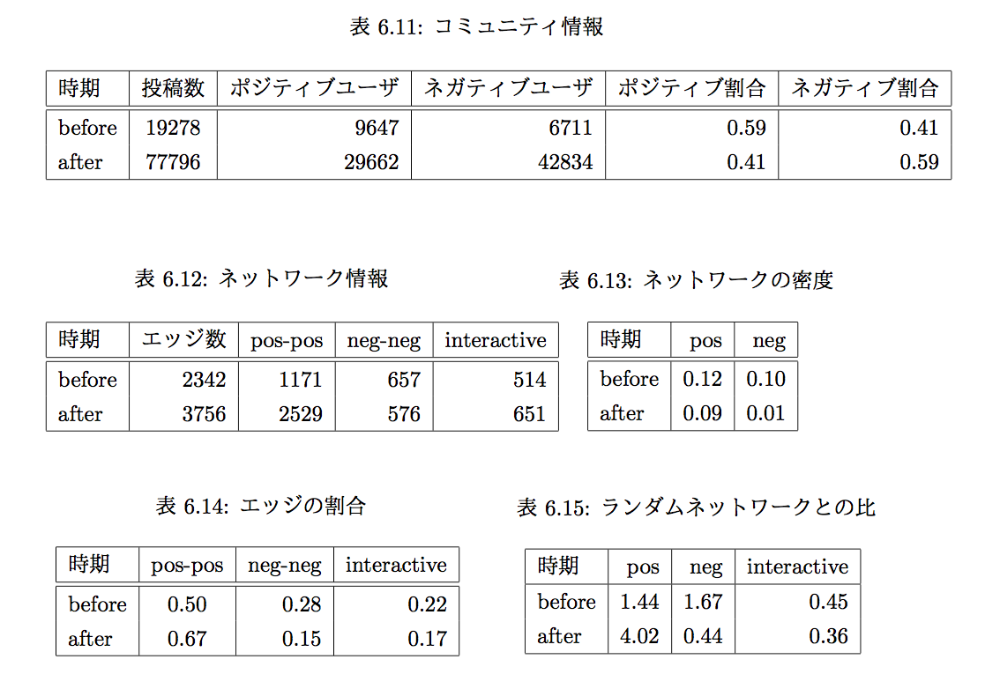 表 6.11: コミュニティ情報
時期 投稿数 ポジティブユーザ ネガティブユーザ ポジティブ割合 ネガティブ割合
before 19278 9647 6711 0.59 0.41
after 77796 29662 42834 0.41 0.59
表 6.12: ネットワーク情報
時期 エッジ数 pos-pos neg-neg interactive
before 2342 1171 657 514
after 3756 2529 576 651
表 6.13: ネットワークの密度
時期 pos neg
before 0.12 0.10
after 0.09 0.01
表 6.14: エッジの割合
時期 pos-pos neg-neg interactive
before 0.50 0.28 0.22
after 0.67 0.15 0.17
表 6.15: ランダムネットワークとの比
時期 pos neg interactive
before 1.44 1.67 0.45
after 4.02 0.44 0.36